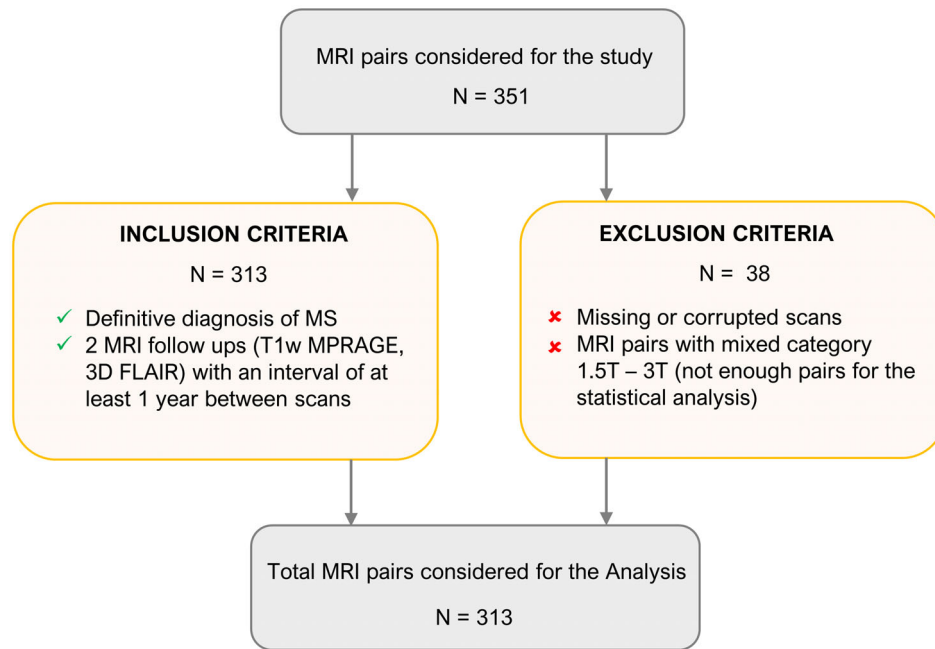 MRI pairs considered for the study
N = 351
INCLUSION CRITERIA
N = 313
✓ Definitive diagnosis of MS
✓ 2 MRI follow ups (T1w MPRAGE,
3D FLAIR) with an interval of at
least 1 year between scans
EXCLUSION CRITERIA
N = 38
✘ Missing or corrupted scans
✘ MRI pairs with mixed category
1.5T – 3T (not enough pairs for the
statistical analysis)
Total MRI pairs considered for the Analysis
N = 313